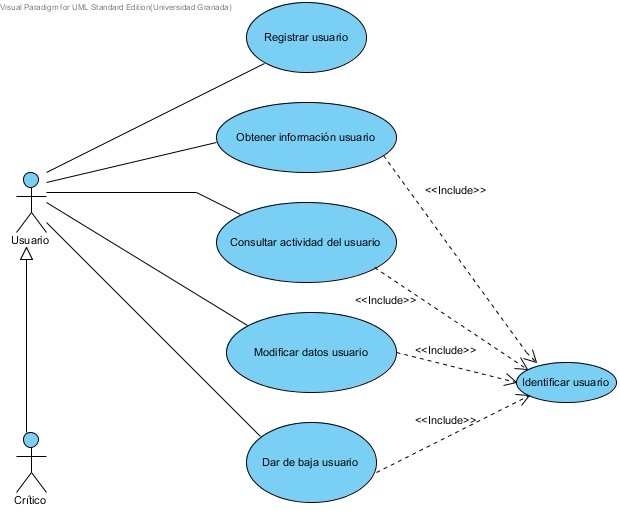 Visual Paradigm for UML Standard Edition(Universidad Granada)
Registrar usuario
Obtener información usuario
<<Include>>
Usuario
Consultar actividad del usuario
<<Include>>
Modificar datos usuario
<<Include>>
Identificar usuario
<<Include>>
Dar de baja usuario
Crítico